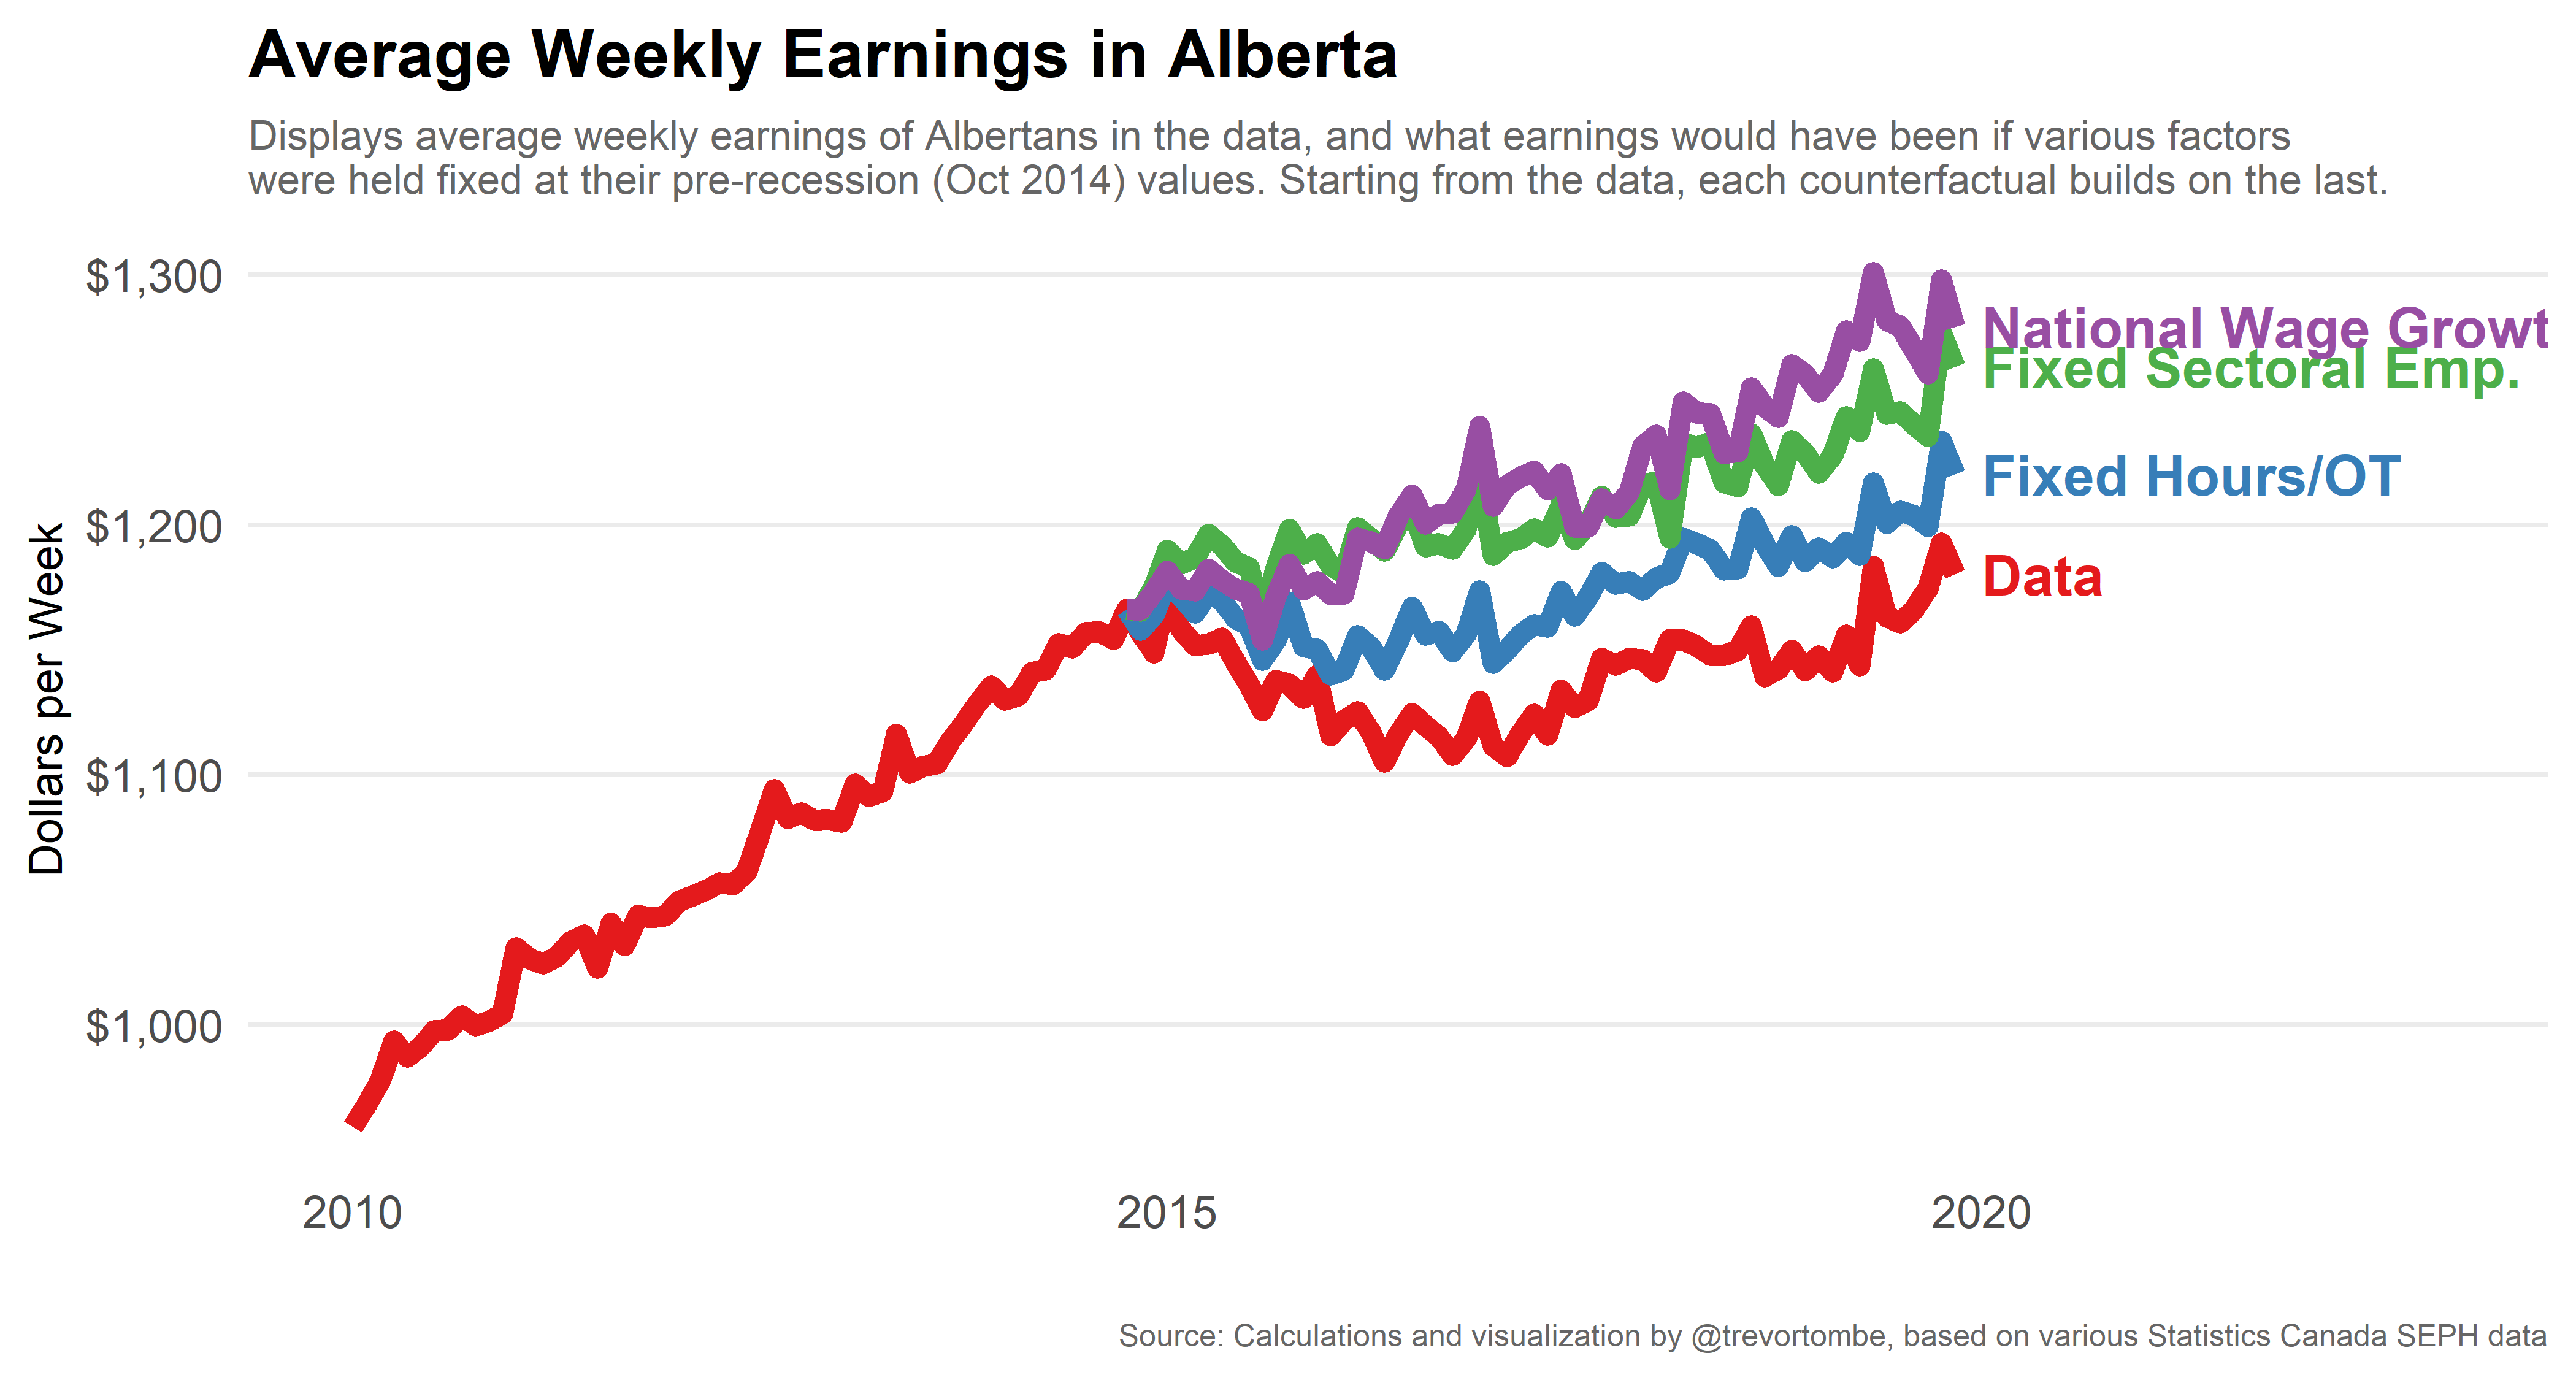 Average Weekly Earnings in Alberta
Displays average weekly earnings of Albertans in the data, and what earnings would have been if various factors
were held fixed at their pre-recession (Oct 2014) values. Starting from the data, each counterfactual builds on the last.
Dollars per Week
$1,300
$1,200
$1,100
$1,000
National Wage Growt
Fixed Sectoral Emp.
Fixed Hours/OT
Data
2010
2015
2020
Source: Calculations and visualization by @trevortombe, based on various Statistics Canada SEPH data